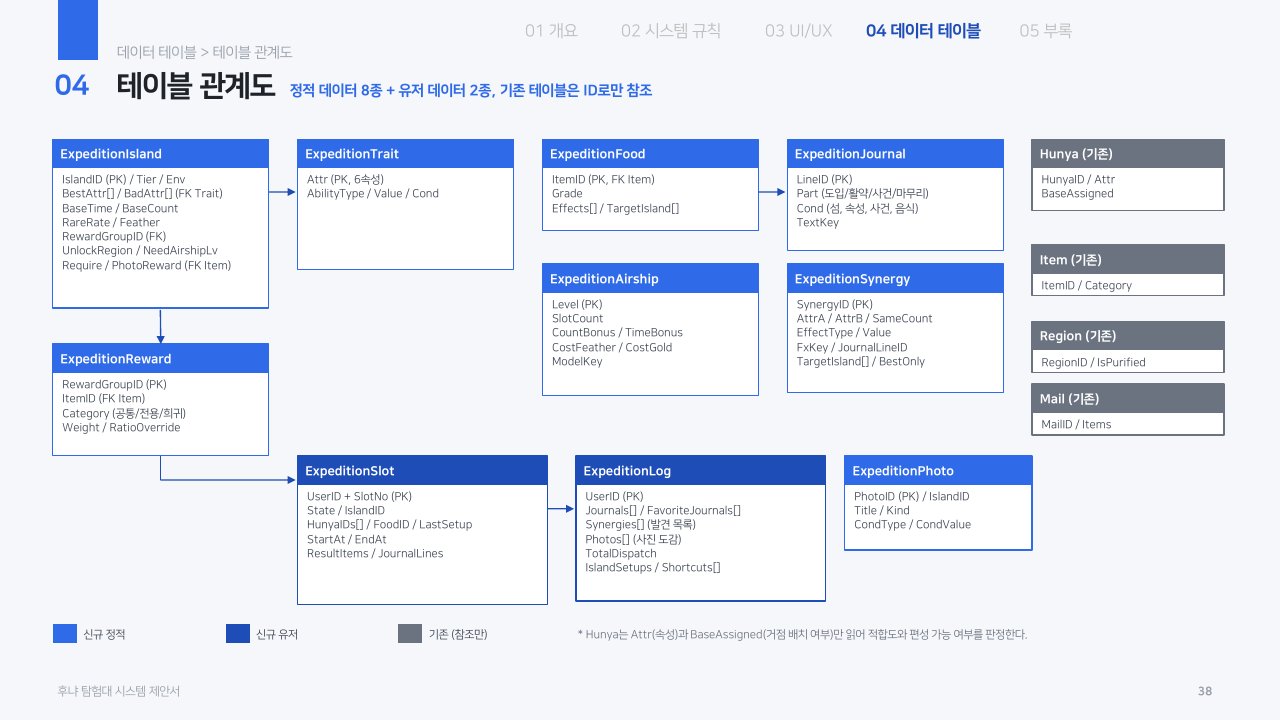 01 개요
02 시스템 규칙
03 UI/UX
04 데이터 테이블
05 부록
데이터 테이블 > 테이블 관계도
04 테이블 관계도 정적 데이터 8종 + 유저 데이터 2종, 기존 테이블은 ID로만 참조
ExpeditionIsland
IslandID (PK) / Tier / Env
BestAttr[] / BadAttr[] (FK Trait)
BaseTime / BaseCount
RareRate / Feather
RewardGroupID (FK)
UnlockRegion / NeedAirshipLv
Require / PhotoReward (FK Item)
ExpeditionTrait
Attr (PK, 6속성)
AbilityType / Value / Cond
ExpeditionFood
ItemID (PK, FK Item)
Grade
Effects[] / TargetIsland[]
ExpeditionJournal
LineID (PK)
Part (도입/활약/사건/마무리)
Cond (섬, 속성, 사건, 음식)
TextKey
Hunya (기존)
HunyaID / Attr
BaseAssigned
ExpeditionAirship
Level (PK)
SlotCount
CountBonus / TimeBonus
CostFeather / CostGold
ModelKey
ExpeditionSynergy
SynergyID (PK)
AttrA / AttrB / SameCount
EffectType / Value
FxKey / JournalLineID
TargetIsland[] / BestOnly
Item (기존)
ItemID / Category
Region (기존)
RegionID / IsPurified
Mail (기존)
MailID / Items
ExpeditionReward
RewardGroupID (PK)
ItemID (FK Item)
Category (공통/전용/희귀)
Weight / RatioOverride
ExpeditionSlot
UserID + SlotNo (PK)
State / IslandID
HunyaIDs[] / FoodID / LastSetup
StartAt / EndAt
ResultItems / JournalLines
ExpeditionLog
UserID (PK)
Journals[] / FavoriteJournals[]
Synergies[] (발견 목록)
Photos[] (사진 도감)
TotalDispatch
IslandSetups / Shortcuts[]
ExpeditionPhoto
PhotoID (PK) / IslandID
Title / Kind
CondType / CondValue
신규 정적
신규 유저
기존 (참조만)
* Hunya는 Attr(속성)과 BaseAssigned(거점 배치 여부)만 읽어 적합도와 편성 가능 여부를 판정한다.
후냐 탐험대 시스템 제안서
38